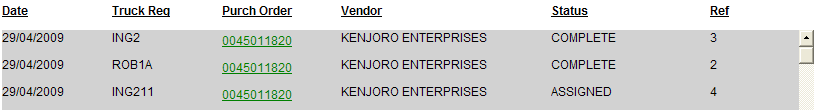 Date Truck Req Purch Order Vendor Status Ref
29/04/2009 ING2 0045011820 KENJORO ENTERPRISES COMPLETE 3
29/04/2009 ROB1A 0045011820 KENJORO ENTERPRISES COMPLETE 2
29/04/2009 ING211 0045011820 KENJORO ENTERPRISES ASSIGNED 4